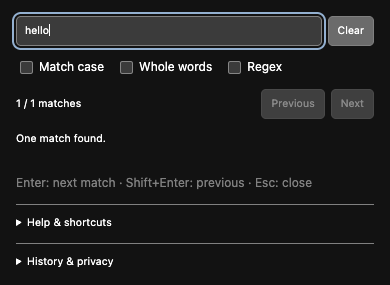 hello
Clear
Match case Whole words Regex
1 / 1 matches Previous Next
One match found.
Enter: next match · Shift+Enter: previous · Esc: close
Help & shortcuts
History & privacy